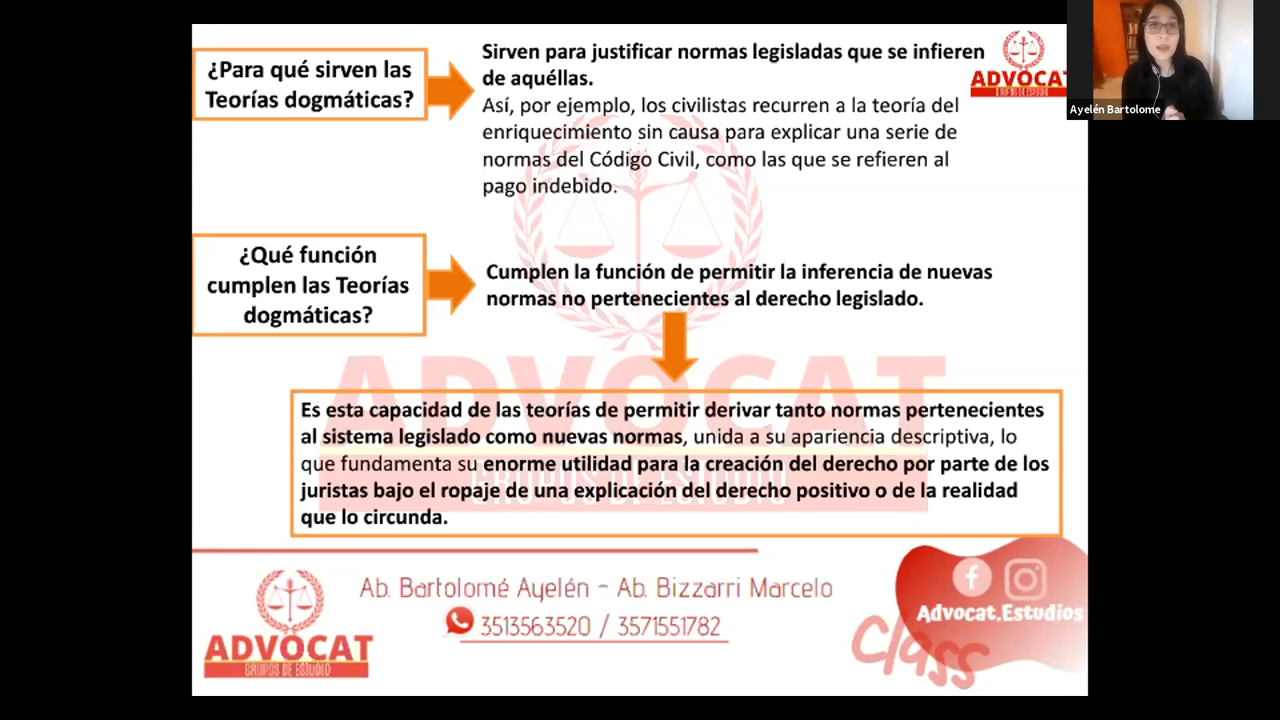 ¿Para qué sirven las
Teorías dogmáticas?
Sirven para justificar normas legisladas que se infieren
de aquéllas.
Así, por ejemplo, los civilistas recurren a la teoría del
enriquecimiento sin causa para explicar una serie de
normas del Código Civil, como las que se refieren al
pago indebido.
ADVOCAT
Ayelén Bartolome
¿Qué función
cumplen las Teorías
dogmáticas?
Cumplen la función de permitir la inferencia de nuevas
normas no pertenecientes al derecho legislado.
ADVOCAT
GRUPOS DE ESTUDIO
Es esta capacidad de las teorías de permitir derivar tanto normas pertenecientes
al sistema legislado como nuevas normas, unida a su apariencia descriptiva, lo
que fundamenta su enorme utilidad para la creación del derecho por parte de los
juristas bajo el ropaje de una explicación del derecho positivo o de la realidad
que lo circunda.
Ab. Bartolomé Ayelén - Ab. Bizzarri Marcelo
3513563520 / 3571551782
ADVOCAT
GRUPOS DE ESTUDIO
Advocat.Estudios
Class